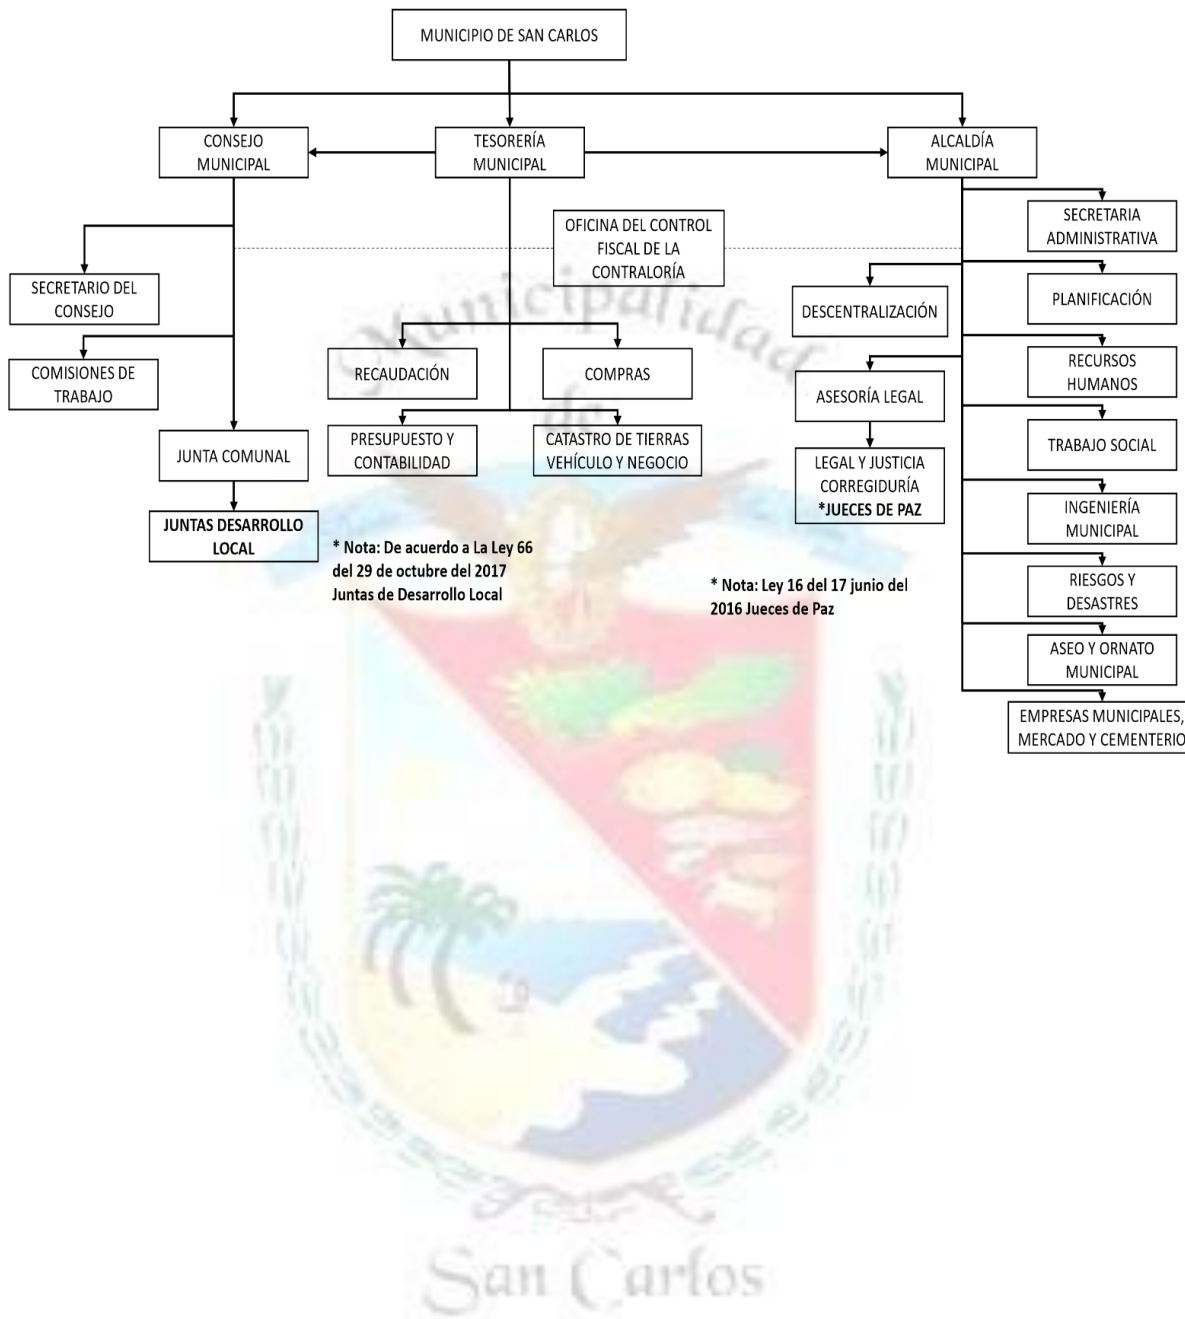 MUNICIPIO DE SAN CARLOS
CONSEJO
MUNICIPAL
TESORERÍA
MUNICIPAL
ALCALDÍA
MUNICIPAL
SECRETARIA
ADMINISTRATIVA
OFICINA DEL CONTROL
FISCAL DE LA
CONTRALORÍA
SECRETARIO DEL
CONSEJO
DESCENTRALIZACIÓN
PLANIFICACIÓN
COMISIONES DE
TRABAJO
RECAUDACIÓN
COMPRAS
ASESORÍA LEGAL
RECURSOS
HUMANOS
JUNTA COMUNAL
PRESUPUESTO Y
CONTABILIDAD
CATASTRO DE TIERRAS
VEHÍCULO Y NEGOCIO
LEGAL Y JUSTICIA
CORREGIDURÍA
*JUECES DE PAZ
TRABAJO SOCIAL
JUNTAS DESARROLLO
LOCAL
INGENIERÍA
MUNICIPAL
* Nota: De acuerdo a La Ley 66
del 29 de octubre del 2017
Juntas de Desarrollo Local
* Nota: Ley 16 del 17 junio del
2016 Jueces de Paz
RIESGOS Y
DESASTRES
ASEO Y ORNATO
MUNICIPAL
EMPRESAS MUNICIPALES,
MERCADO Y CEMENTERIO
Municipalidad
de
San Carlos